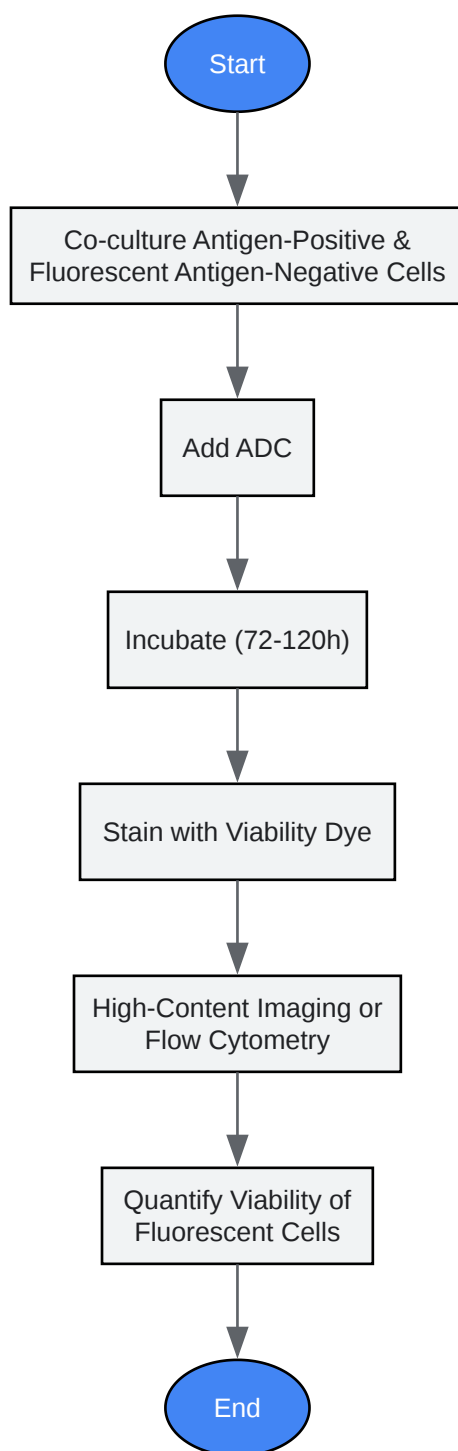 Start
Co-culture Antigen-Positive &
Fluorescent Antigen-Negative Cells
Add ADC
Incubate (72-120h)
Stain with Viability Dye
High-Content Imaging or
Flow Cytometry
Quantify Viability of
Fluorescent Cells
End